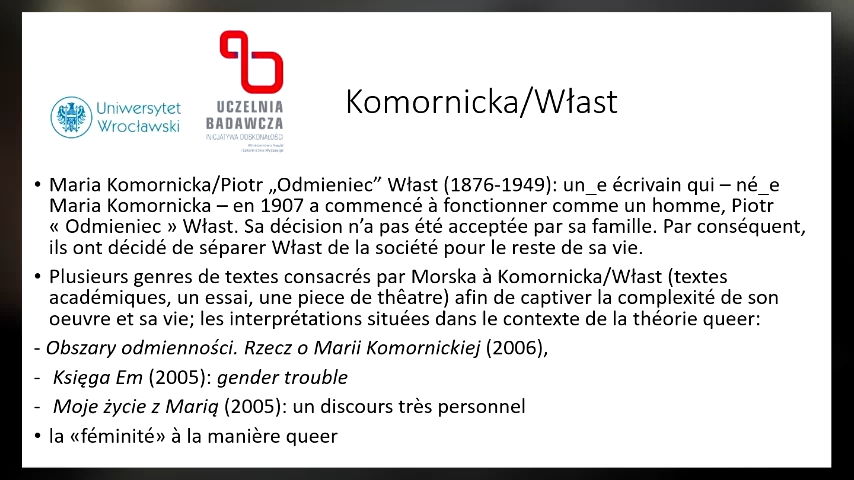 Uniwersytet
Wrocławski
UCZELNIA
BADAWCZA
INICJATYWA DOSKONAŁOŚCI
Komornicka/Włast
• Maria Komornicka/Piotr „Odmieniec” Włast (1876-1949): un_e écrivain qui – né_e
Maria Komornicka – en 1907 a commencé à fonctionner comme un homme, Piotr
« Odmieniec » Włast. Sa décision n’a pas été acceptée par sa famille. Par conséquent,
ils ont décidé de séparer Włast de la société pour le reste de sa vie.
• Plusieurs genres de textes consacrés par Morska à Komornicka/Włast (textes
académiques, un essai, une piece de thêatre) afin de captiver la complexité de son
oeuvre et sa vie; les interprétations situées dans le contexte de la théorie queer:
- Obszary odmienności. Rzecz o Marii Komornickiej (2006),
- Księga Em (2005): gender trouble
- Moje życie z Marią (2005): un discours très personnel
• la «féminité» à la manière queer